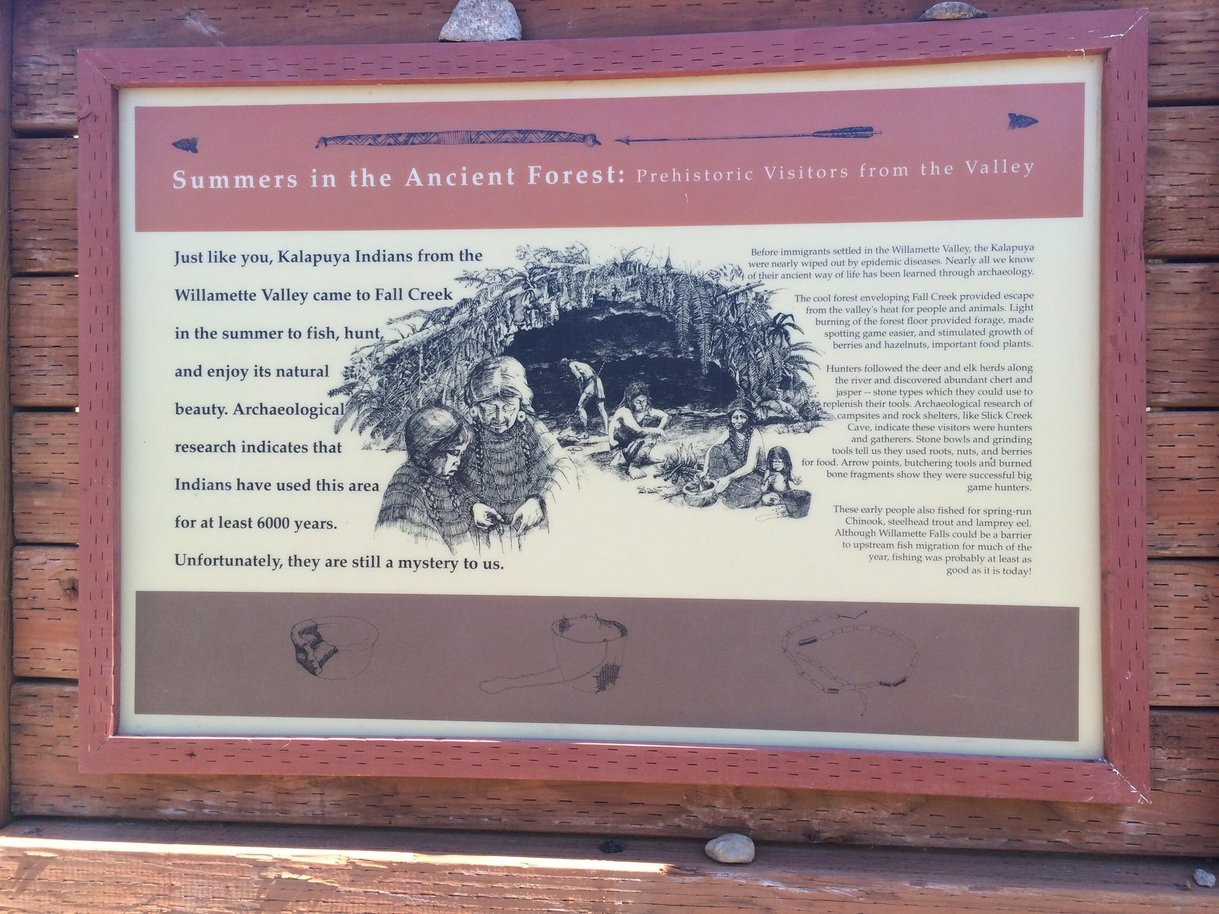 Summers in the Ancient Forest: Prehistoric Visitors from the Valley
Just like you, Kalapuya Indians from the
Willamette Valley came to Fall Creek
in the summer to fish, hunt,
and enjoy its natural
beauty. Archaeological
research indicates that
Indians have used this area
for at least 6000 years.
Unfortunately, they are still a mystery to us.
Before immigrants settled in the Willamette Valley, the Kalapuya
were nearly wiped out by epidemic diseases. Nearly all we know
of their ancient way of life has been learned through archaeology.
The cool forest enveloping Fall Creek provided escape
from the valley's heat for people and animals. Light
burning of the forest floor provided forage, made
spotting game easier, and stimulated growth of
berries and hazelnuts, important food plants.
Hunters followed the deer and elk herds along
the river and discovered abundant chert and
jasper -- stone types which they could use to
replenish their tools. Archaeological research of
campsites and rock shelters, like Slick Creek
Cave, indicate these visitors were hunters
and gatherers. Stone bowls and grinding
tools tell us they used roots, nuts, and berries
for food. Arrow points, butchering tools and burned
bone fragments show they were successful big
game hunters.
These early people also fished for spring-run
Chinook, steelhead trout and lamprey eel.
Although Willamette Falls could be a barrier
to upstream fish migration for much of the
year, fishing was probably at least as
good as it is today!